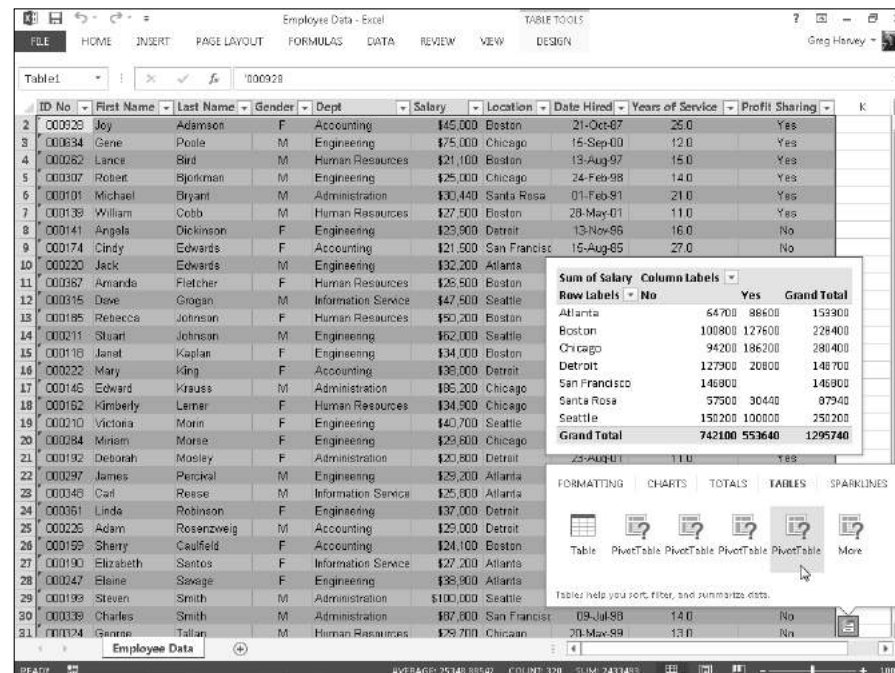 Employee Data - Excel
TABLE TOOLS
FILE HOME INSERT PAGE LAYOUT FORMULAS DATA REVIEW VIEW DESIGN
Greg Harvey
Table1 fx '000928
ID No First Name Last Name Gender Dept Salary Location Date Hired Years of Service Profit Sharing K
2 000928 Joy Adamson F Accounting $45,000 Boston 21-Oct-87 25.0 Yes
3 000634 Gene Poole M Engineering $75,000 Chicago 15-Sep-00 12.0 Yes
4 000262 Lance Bird M Human Resources $21,100 Boston 13-Aug-97 15.0 Yes
5 000307 Robert Bjorkman M Engineering $25,000 Chicago 24-Feb-98 14.0 Yes
6 000101 Michael Bryant M Administration $30,440 Santa Rosa 01-Feb-91 21.0 Yes
7 000139 William Cobb M Human Resources $27,500 Boston 28-May-01 11.0 Yes
8 000141 Angela Dickinson F Engineering $23,900 Detroit 13-Nov-96 16.0 No
9 000174 Cindy Edwards F Accounting $21,500 San Francisc 15-Aug-85 27.0 No
10 000220 Jack Edwards M Engineering $32,200 Atlanta
11 000367 Amanda Fletcher F Human Resources $26,500 Boston
12 000315 Dave Grogan M Information Service $47,500 Seattle
13 000185 Rebecca Johnson F Human Resources $50,200 Boston
14 000211 Stuart Johnson M Engineering $62,000 Seattle
15 000118 Janet Kaplan F Engineering $34,000 Boston
16 000222 Mary King F Accounting $38,000 Detroit
17 000146 Edward Krauss M Administration $86,200 Chicago
18 000162 Kimberly Lerner F Human Resources $34,900 Chicago
19 000210 Victoria Morin F Engineering $40,700 Seattle
20 000284 Miriam Morse F Engineering $29,600 Chicago
21 000192 Deborah Mosley F Administration $20,800 Detroit 23-Aug-01 11.0 Yes
22 000297 James Percival M Engineering $29,200 Atlanta
23 000348 Carl Reese M Information Service $25,800 Atlanta
24 000361 Linda Robinson F Engineering $37,000 Detroit
25 000226 Adam Rosenzweig M Accounting $29,000 Detroit
26 000159 Sherry Caulfield F Accounting $24,100 Boston
27 000190 Elizabeth Santos F Information Service $27,200 Atlanta
28 000247 Elaine Savage F Engineering $38,900 Atlanta
29 000199 Steven Smith M Administration $100,000 Seattle
30 000339 Charles Smith M Administration $87,800 San Francisc 09-Jul-98 14.0 No
31 000324 George Tallan M Human Resources $29,700 Chicago 20-May-99 13.0 No
Sum of Salary Column Labels
Row Labels No Yes Grand Total
Atlanta 64700 88600 153300
Boston 100800 127600 228400
Chicago 94200 186200 280400
Detroit 127900 20800 148700
San Francisco 146800 146800
Santa Rosa 57500 30440 87940
Seattle 150200 100000 250200
Grand Total 742100 553640 1295740
FORMATTING CHARTS TOTALS TABLES SPARKLINES
Table PivotTable PivotTable PivotTable PivotTable More
Tables help you sort, filter, and summarize data.
Employee Data
READY AVERAGE: 25348.88542 COUNT: 320 SUM: 2433493 100